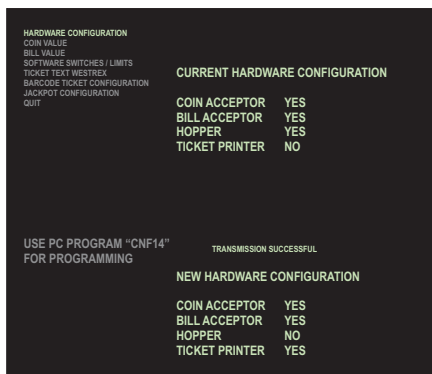 HARDWARE CONFIGURATION
COIN VALUE
BILL VALUE
SOFTWARE SWITCHES / LIMITS
TICKET TEXT WESTREX
BARCODE TICKET CONFIGURATION
JACKPOT CONFIGURATION
QUIT
CURRENT HARDWARE CONFIGURATION
COIN ACCEPTOR YES
BILL ACCEPTOR YES
HOPPER YES
TICKET PRINTER NO
USE PC PROGRAM “CNF14”
FOR PROGRAMMING
TRANSMISSION SUCCESSFUL
NEW HARDWARE CONFIGURATION
COIN ACCEPTOR YES
BILL ACCEPTOR YES
HOPPER NO
TICKET PRINTER YES